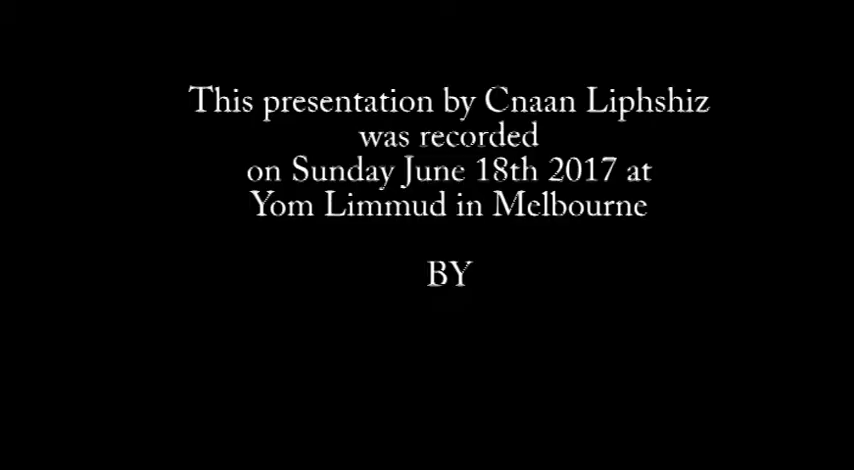 This presentation by Cnaan Liphshiz
was recorded
on Sunday June 18th 2017 at
Yom Limmud in Melbourne
BY